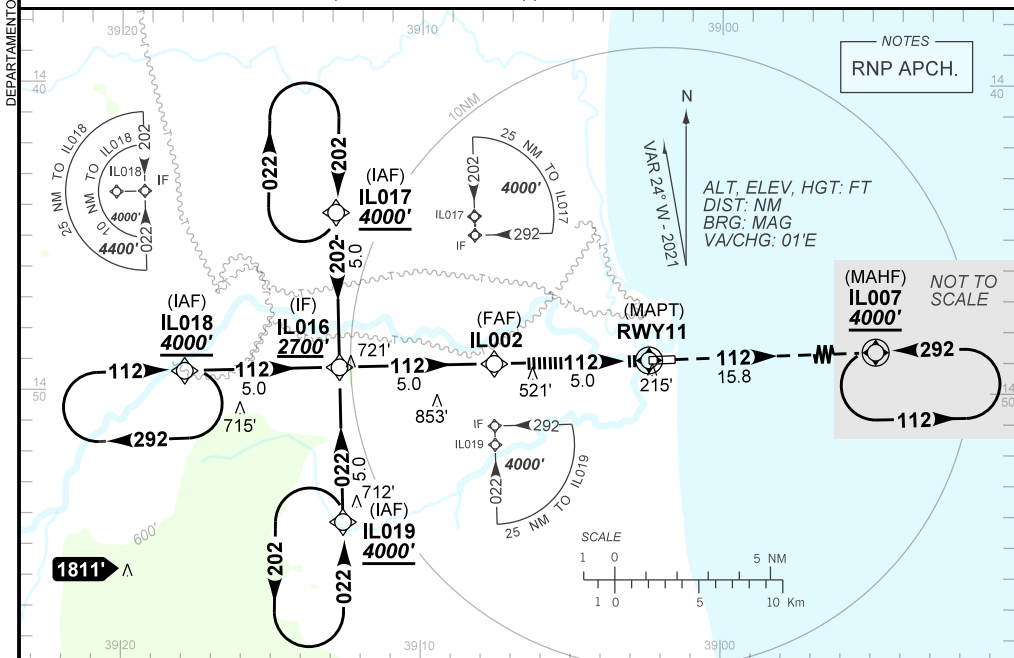 DEPARTAMENTO
39 20
39 10
39 00
14 40
14 40
NOTES
RNP APCH.
10NM
N
VAR 24° W - 2021
ALT, ELEV, HGT: FT
DIST: NM
BRG: MAG
VA/CHG: 01'E
25 NM TO IL018
10 NM TO IL018
202
IL018
IF
4000'
4400'
022
022
202
(IAF)
IL017
4000'
202
5.0
25 NM TO IL017
202
4000'
IL017
IF
292
(IAF)
IL018
4000'
(IF)
IL016
2700'
(FAF)
IL002
(MAPT)
RWY11
(MAHF)
IL007
4000'
NOT TO
SCALE
112
112
5.0
721'
112
5.0
112
5.0
521'
215'
112
15.8
292
112
292
715'
853'
14 50
14 50
022
5.0
712'
(IAF)
IL019
4000'
202
022
IF
292
IL019
4000'
022
25 NM TO IL019
600'
1811'
SCALE
1 0 5 NM
1 0 5 10 Km
39 20
39 10
39 00